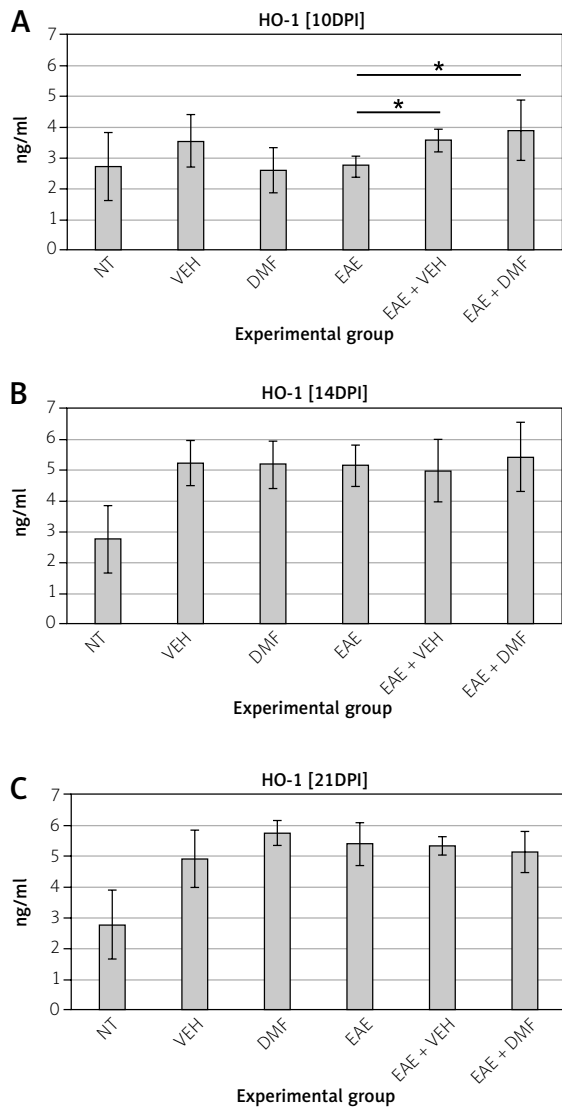 A
HO-1 [10DPI]
ng/ml
7
6
5
4
3
2
1
0
*
*
NT
VEH
DMF
EAE
EAE + VEH
EAE + DMF
Experimental group
B
HO-1 [14DPI]
ng/ml
7
6
5
4
3
2
1
0
NT
VEH
DMF
EAE
EAE + VEH
EAE + DMF
Experimental group
C
HO-1 [21DPI]
ng/ml
7
6
5
4
3
2
1
0
NT
VEH
DMF
EAE
EAE + VEH
EAE + DMF
Experimental group